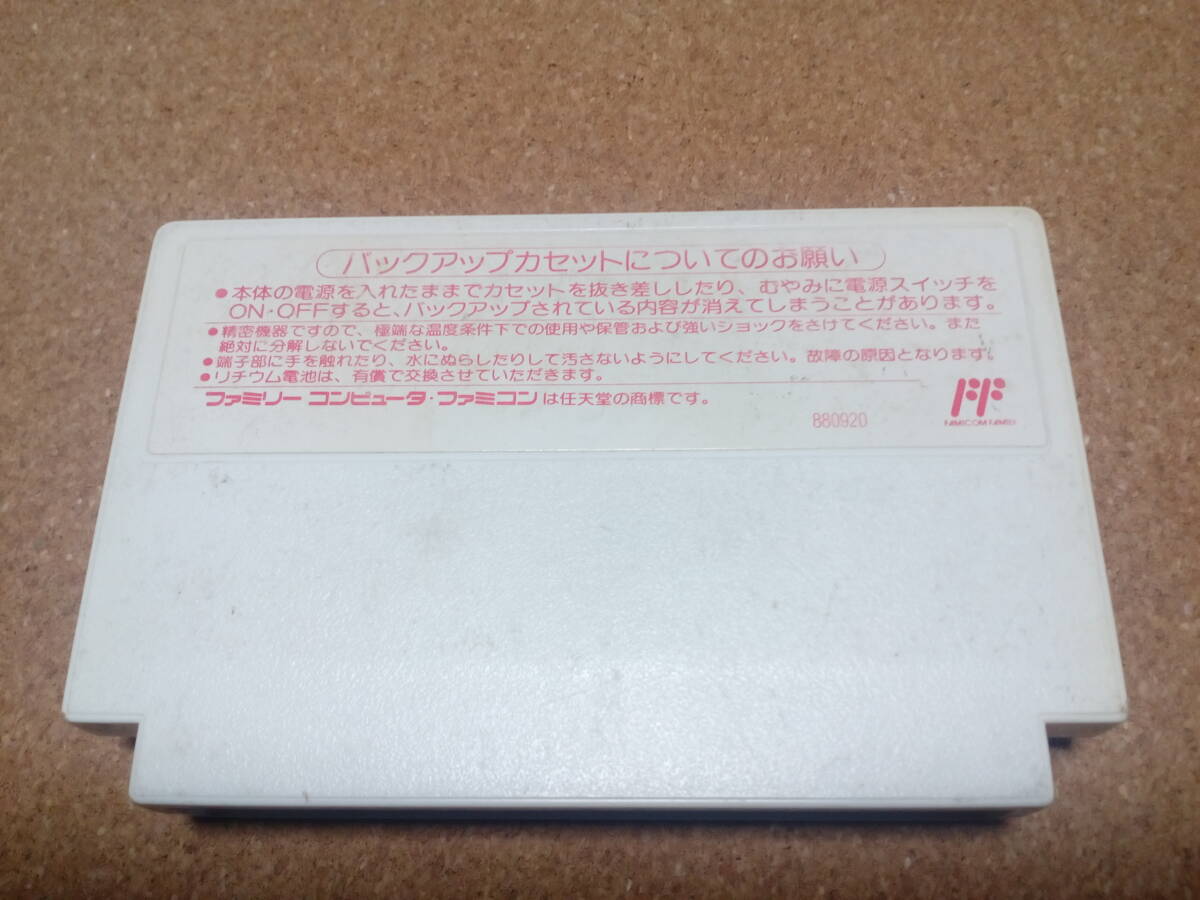 バックアップカセットについてのお願い
●本体の電源を入れたままでカセットを抜き差ししたり、むやみに電源スイッチを
ON・OFFすると、バックアップされている内容が消えてしまうことがあります。
●精密機器ですので、極端な温度条件下での使用や保管および強いショックをさけてください。また
絶対に分解しないでください。
●端子部に手を触れたり、水にぬらしたりして汚さないようにしてください。故障の原因となります。
●リチウム電池は、有償で交換させていただきます。
ファミリー コンピュータ・ファミコンは任天堂の商標です。
880920
FF
FAMICOM FAMILY